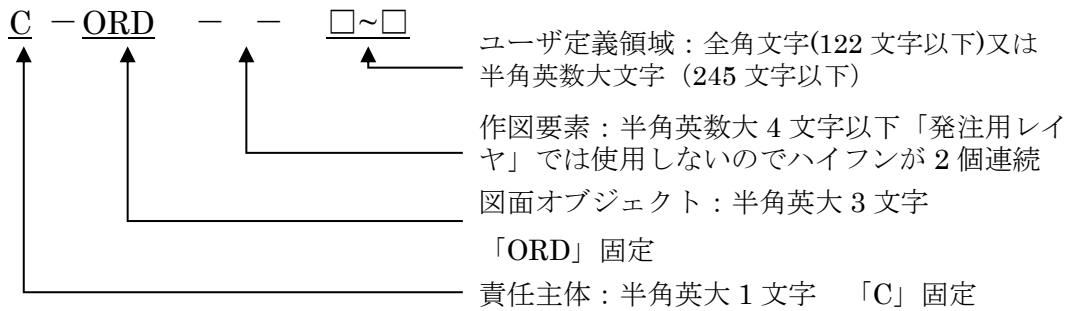 C －ORD － － □~□
ユーザ定義領域：全角文字(122 文字以下)又は
半角英数大文字（245 文字以下）
作図要素：半角英数大 4 文字以下「発注用レイ
ヤ」では使用しないのでハイフンが 2 個連続
図面オブジェクト：半角英大 3 文字
「ORD」固定
責任主体：半角英大 1 文字　「C」固定